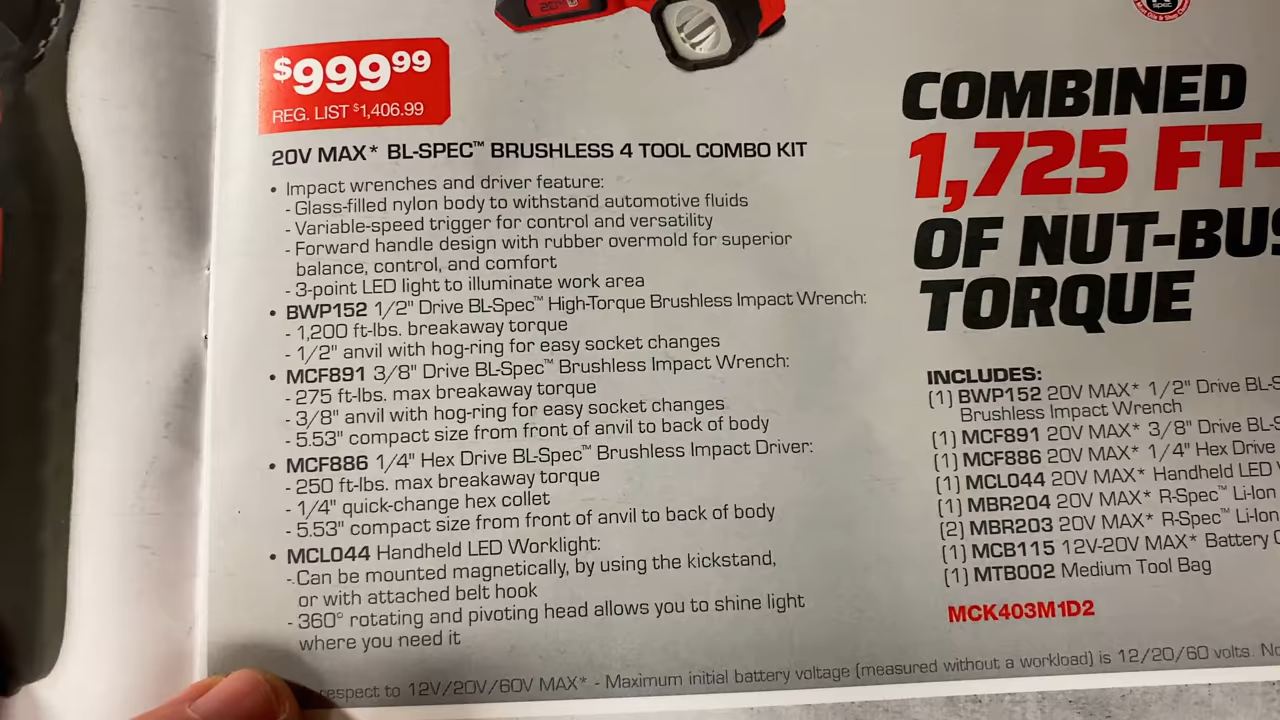 $999.99
REG. LIST $1,406.99
20V MAX* BL-SPEC™ BRUSHLESS 4 TOOL COMBO KIT
• Impact wrenches and driver feature:
- Glass-filled nylon body to withstand automotive fluids
- Variable-speed trigger for control and versatility
- Forward handle design with rubber overmold for superior
balance, control, and comfort
- 3-point LED light to illuminate work area
• BWP152 1/2" Drive BL-Spec™ High-Torque Brushless Impact Wrench:
- 1,200 ft-lbs. breakaway torque
- 1/2" anvil with hog-ring for easy socket changes
• MCF891 3/8" Drive BL-Spec™ Brushless Impact Wrench:
- 275 ft-lbs. max breakaway torque
- 3/8" anvil with hog-ring for easy socket changes
- 5.53" compact size from front of anvil to back of body
• MCF886 1/4" Hex Drive BL-Spec™ Brushless Impact Driver:
- 250 ft-lbs. max breakaway torque
- 1/4" quick-change hex collet
- 5.53" compact size from front of anvil to back of body
• MCL044 Handheld LED Worklight:
- Can be mounted magnetically, by using the kickstand,
or with attached belt hook
- 360° rotating and pivoting head allows you to shine light
where you need it
COMBINED
1,725 FT-
OF NUT-BUS
TORQUE
INCLUDES:
(1) BWP152 20V MAX* 1/2" Drive BL-S
Brushless Impact Wrench
(1) MCF891 20V MAX* 3/8" Drive BL-S
(1) MCF886 20V MAX* 1/4" Hex Drive
(1) MCL044 20V MAX* Handheld LED
(1) MBR204 20V MAX* R-Spec™ Li-Ion
(2) MBR203 20V MAX* R-Spec™ Li-Ion
(1) MCB115 12V-20V MAX* Battery
(1) MTB002 Medium Tool Bag
MCK403M1D2
respect to 12V/20V/60V MAX* - Maximum initial battery voltage (measured without a workload) is 12/20/60 volts. No